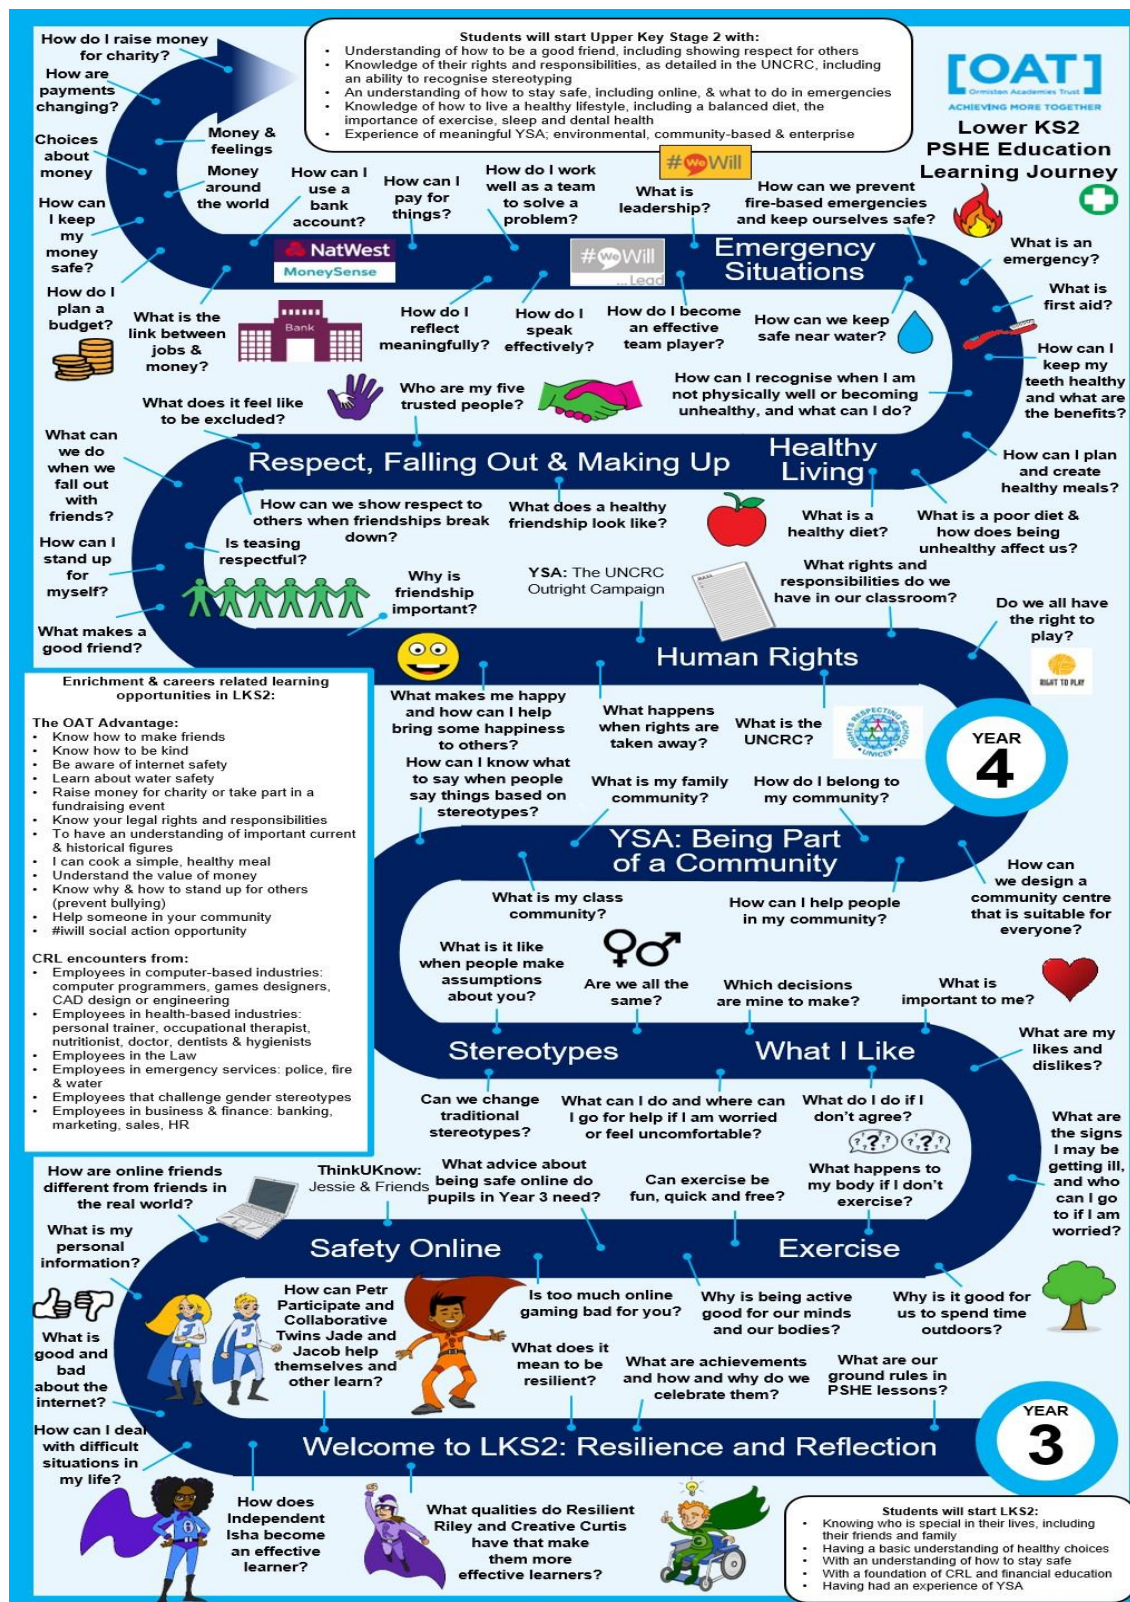 How do I raise money
for charity?
How are
payments
changing?
Choices
about
money
Money &
feelings
Money
around
the world
How can
I keep
my
money
safe?
How do I
plan a
budget?
What is the
link between
jobs &
money?
How can I
use a
bank
account?
How can I
pay for
things?
How do I work
well as a team
to solve a
problem?
What is
leadership?
How can we prevent
fire-based emergencies
and keep ourselves safe?
Students will start Upper Key Stage 2 with:
• Understanding of how to be a good friend, including showing respect for others
• Knowledge of their rights and responsibilities, as detailed in the UNCRC, including
an ability to recognise stereotyping
• An understanding of how to stay safe, including online, & what to do in emergencies
• Knowledge of how to live a healthy lifestyle, including a balanced diet, the
importance of exercise, sleep and dental health
• Experience of meaningful YSA; environmental, community-based & enterprise
[OAT]
Ormiston Academies Trust
ACHIEVING MORE TOGETHER
Lower KS2
PSHE Education
Learning Journey
#WeWill
NatWest
MoneySense
#WeWill
...Lead
Emergency
Situations
What is an
emergency?
What is
first aid?
Bank
How do I
reflect
meaningfully?
How do I
speak
effectively?
How do I become
an effective
team player?
How can we keep
safe near water?
How can I
keep my
teeth healthy
and what are
the benefits?
What does it feel like
to be excluded?
Who are my five
trusted people?
How can I recognise when I am
not physically well or becoming
unhealthy, and what can I do?
What can
we do
when we
fall out
with
friends?
Respect, Falling Out & Making Up
Healthy
Living
How can I plan
and create
healthy meals?
How can we show respect to
others when friendships break
down?
What does a healthy
friendship look like?
What is a
healthy diet?
What is a poor diet &
how does being
unhealthy affect us?
How can I
stand up
for
myself?
Is teasing
respectful?
Why is
friendship
important?
YSA: The UNCRC
Outright Campaign
What rights and
responsibilities do we
have in our classroom?
Do we all have
the right to
play?
What makes a
good friend?
Human Rights
RIGHT TO PLAY
Enrichment & careers related learning
opportunities in LKS2:
The OAT Advantage:
• Know how to make friends
• Know how to be kind
• Be aware of internet safety
• Learn about water safety
• Raise money for charity or take part in a
fundraising event
• Know your legal rights and responsibilities
• To have an understanding of important current
& historical figures
• I can cook a simple, healthy meal
• Understand the value of money
• Know why & how to stand up for others
(prevent bullying)
• Help someone in your community
• #iwill social action opportunity
CRL encounters from:
• Employees in computer-based industries:
computer programmers, games designers,
CAD design or engineering
• Employees in health-based industries:
personal trainer, occupational therapist,
nutritionist, doctor, dentists & hygienists
• Employees in the Law
• Employees in emergency services: police, fire
& water
• Employees that challenge gender stereotypes
• Employees in business & finance: banking,
marketing, sales, HR
What makes me happy
and how can I help
bring some happiness
to others?
What happens
when rights are
taken away?
What is the
UNCRC?
RIGHTS RESPECTING SCHOOL
UNICEF
YEAR
4
How can I know what
to say when people
say things based on
stereotypes?
What is my family
community?
How do I belong to
my community?
YSA: Being Part
of a Community
How can
we design a
community centre
that is suitable for
everyone?
What is my class
community?
How can I help people
in my community?
What is it like
when people make
assumptions
about you?
Are we all the
same?
Which decisions
are mine to make?
What is
important to me?
Stereotypes
What I Like
What are my
likes and
dislikes?
Can we change
traditional
stereotypes?
What can I do and where can
I go for help if I am worried
or feel uncomfortable?
What do I do if I
don't agree?
???
???
What are
the signs
I may be
getting ill,
and who
can I go
to if I am
worried?
How are online friends
different from friends in
the real world?
ThinkUKnow:
Jessie & Friends
What advice about
being safe online do
pupils in Year 3 need?
Can exercise be
fun, quick and free?
What happens to
my body if I don't
exercise?
What is my
personal
information?
Safety Online
Exercise
How can Petr
Participate and
Collaborative
Twins Jade and
Jacob help
themselves and
other learn?
Is too much online
gaming bad for you?
Why is being active
good for our minds
and our bodies?
Why is it good for
us to spend time
outdoors?
J
J
What is
good and
bad
about the
internet?
What does it
mean to be
resilient?
What are achievements
and how and why do we
celebrate them?
What are our
ground rules in
PSHE lessons?
How can I deal
with difficult
situations in
my life?
Welcome to LKS2: Resilience and Reflection
YEAR
3
How does
Independent
Isha become
an effective
learner?
What qualities do Resilient
Riley and Creative Curtis
have that make
them more
effective learners?
Students will start LKS2:
• Knowing who is special in their lives, including
their friends and family
• Having a basic understanding of healthy choices
• With an understanding of how to stay safe
• With a foundation of CRL and financial education
• Having had an experience of YSA